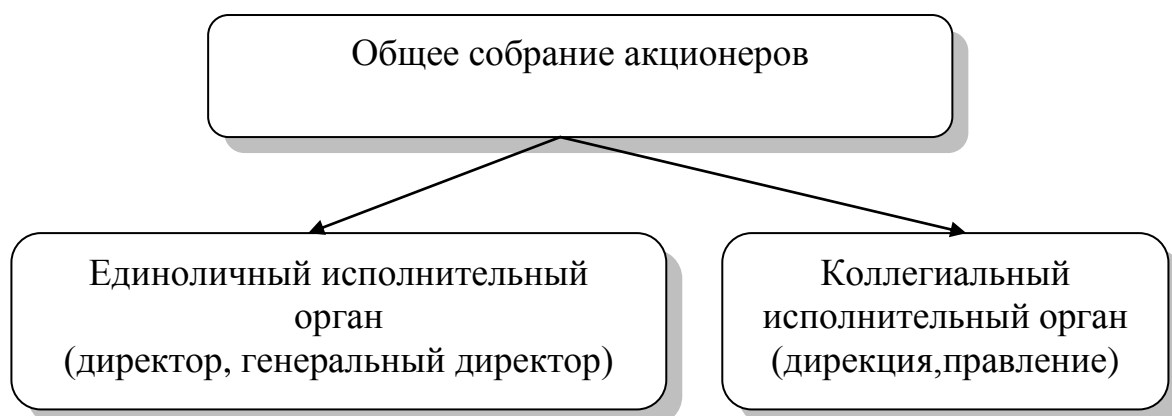 Общее собрание акционеров
Единоличный исполнительный
орган
(директор, генеральный директор)
Коллегиальный
исполнительный орган
(дирекция,правление)